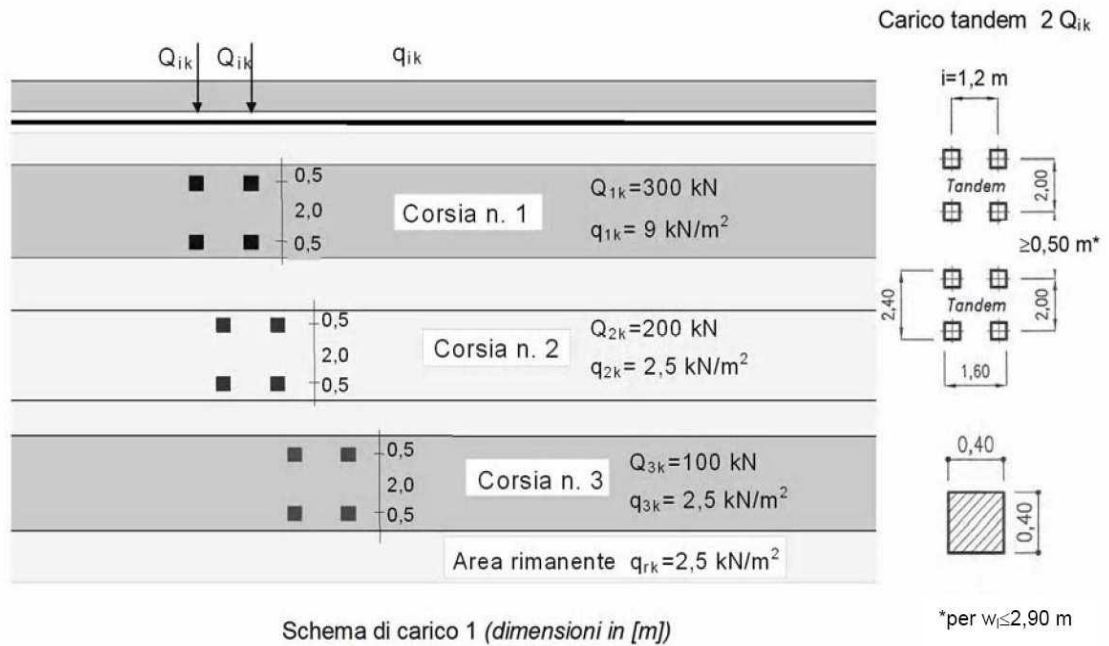 Carico tandem 2 Qik
Qik Qik qik
i=1,2 m
0,5
2,0
0,5
Corsia n. 1
Q1k=300 kN
q1k= 9 kN/m²
Tandem
2,00
≥0,50 m*
0,5
2,0
0,5
Corsia n. 2
Q2k=200 kN
q2k= 2,5 kN/m²
2,40
Tandem
2,00
1,60
0,5
2,0
0,5
Corsia n. 3
Q3k=100 kN
q3k= 2,5 kN/m²
0,40
0,40
Area rimanente qrk=2,5 kN/m²
Schema di carico 1 (dimensioni in [m])
*per wl≤2,90 m